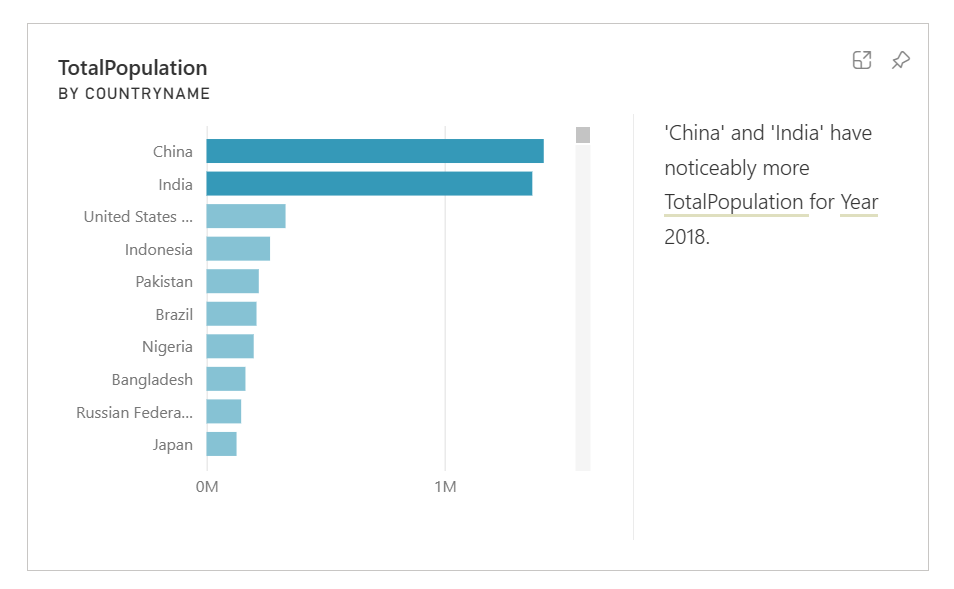 TotalPopulation
BY COUNTRYNAME
China
India
United States ...
Indonesia
Pakistan
Brazil
Nigeria
Bangladesh
Russian Federa...
Japan
0M
1M
'China' and 'India' have
noticeably more
TotalPopulation for Year
2018.